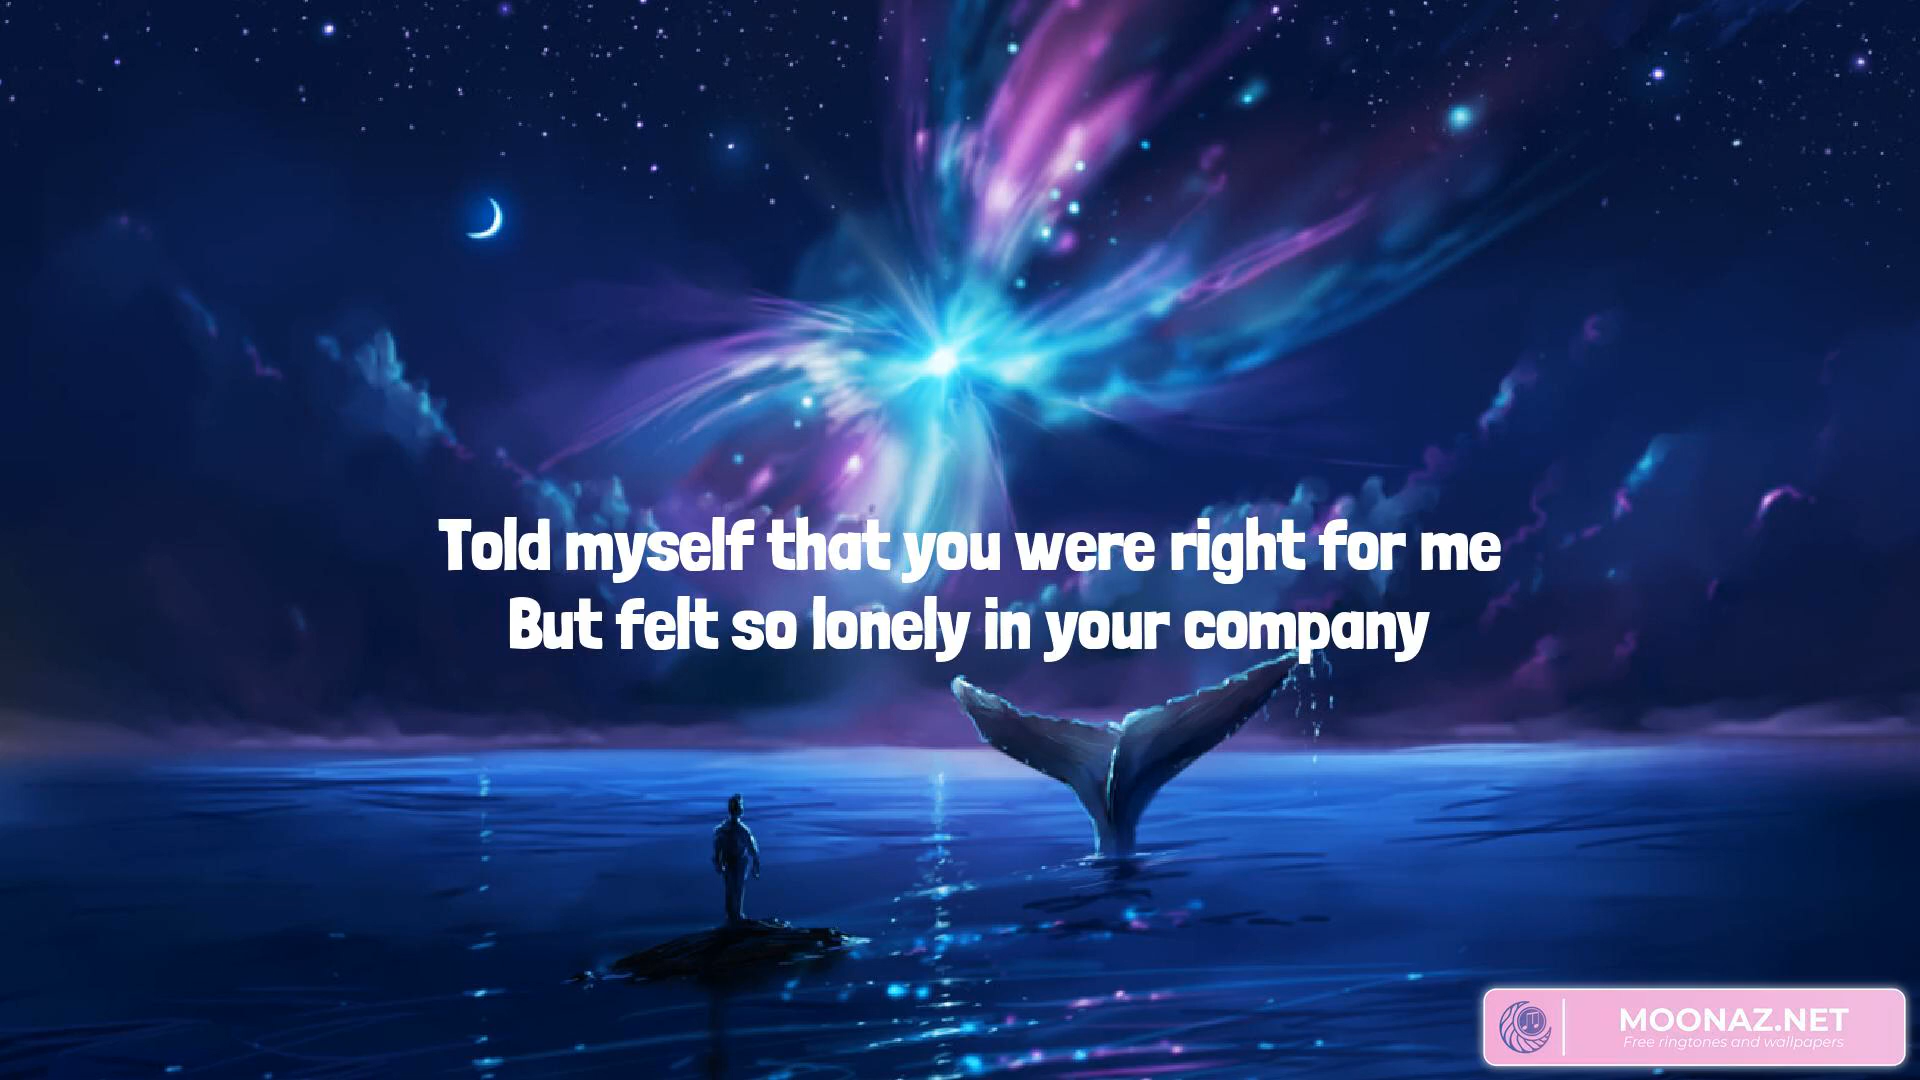 Told myself that you were right for me
But felt so lonely in your company
MOONAZ.NET
Free ringtones and wallpapers